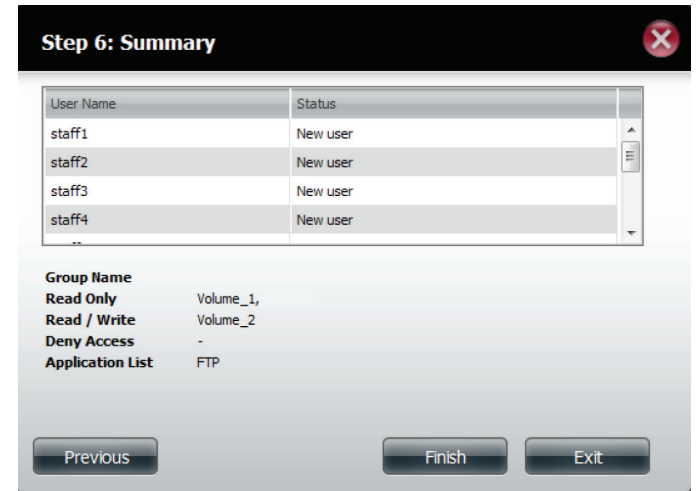 Step 6: Summary
User Name Status
staff1 New user
staff2 New user
staff3 New user
staff4 New user
Group Name
Read Only Volume_1,
Read / Write Volume_2
Deny Access -
Application List FTP
Previous Finish Exit